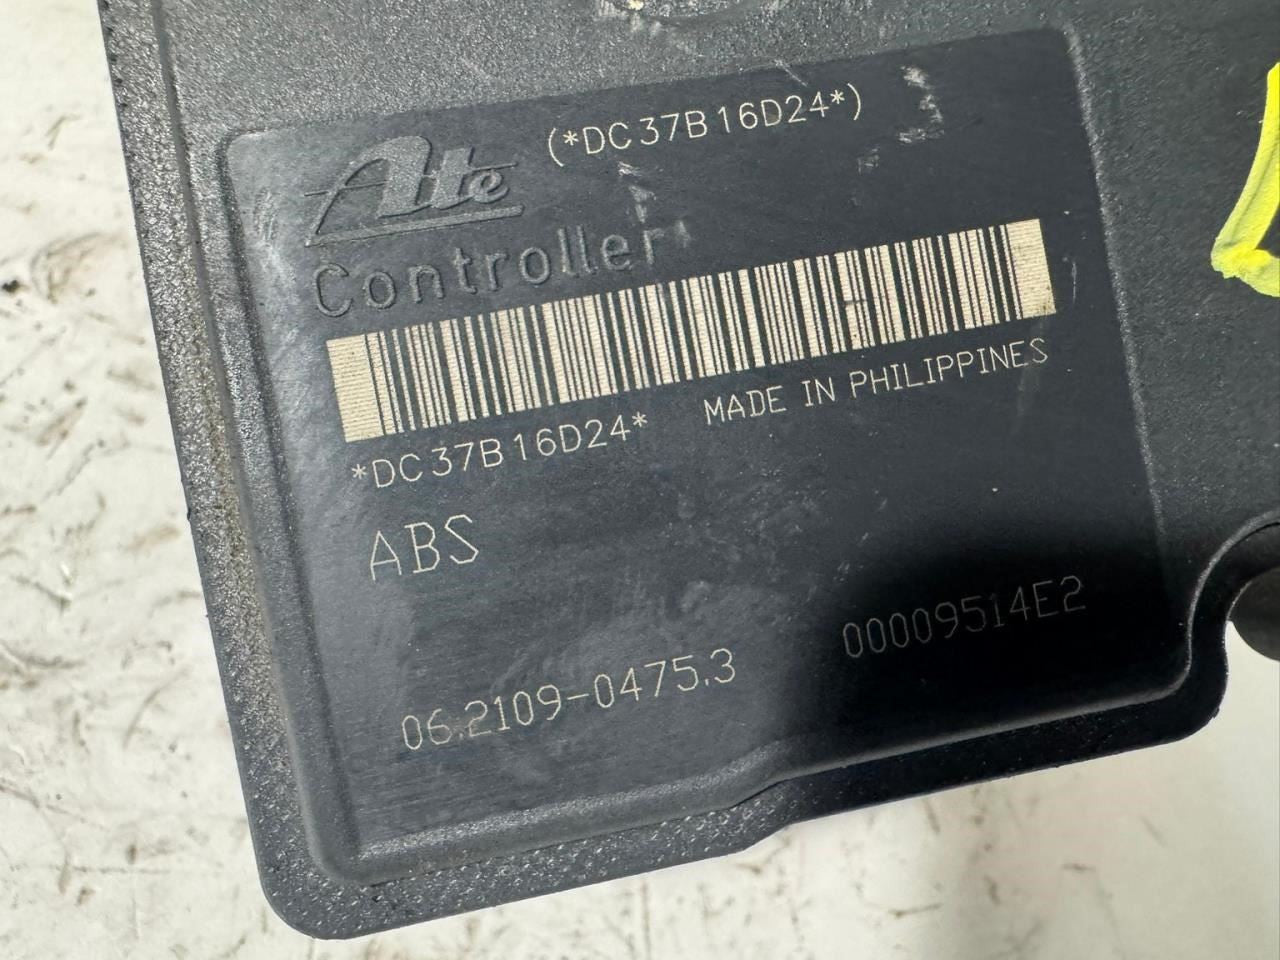 (*DC37B16D24*)
Ate
Controller
*DC37B16D24* MADE IN PHILIPPINES
ABS
06.2109-0475.3 00009514E2